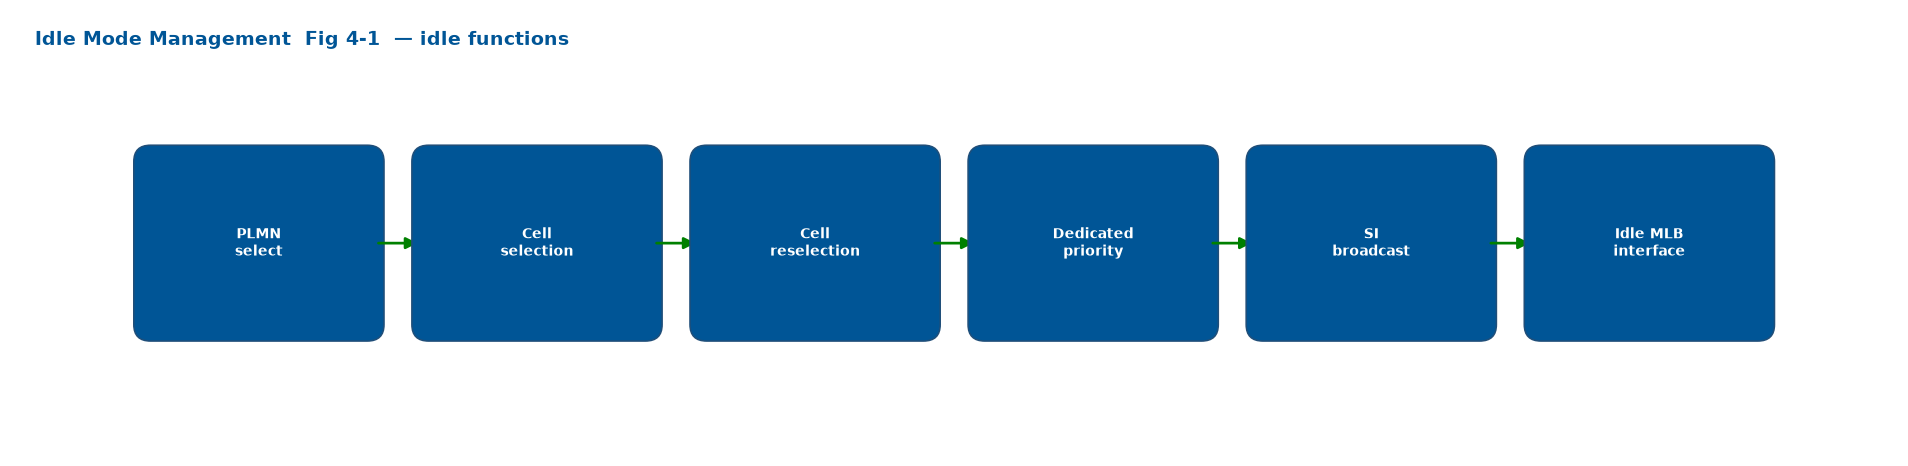 Idle Mode Management  Fig 4-1  — idle functions
PLMN
select
Cell
selection
Cell
reselection
Dedicated
priority
SI
broadcast
Idle MLB
interface